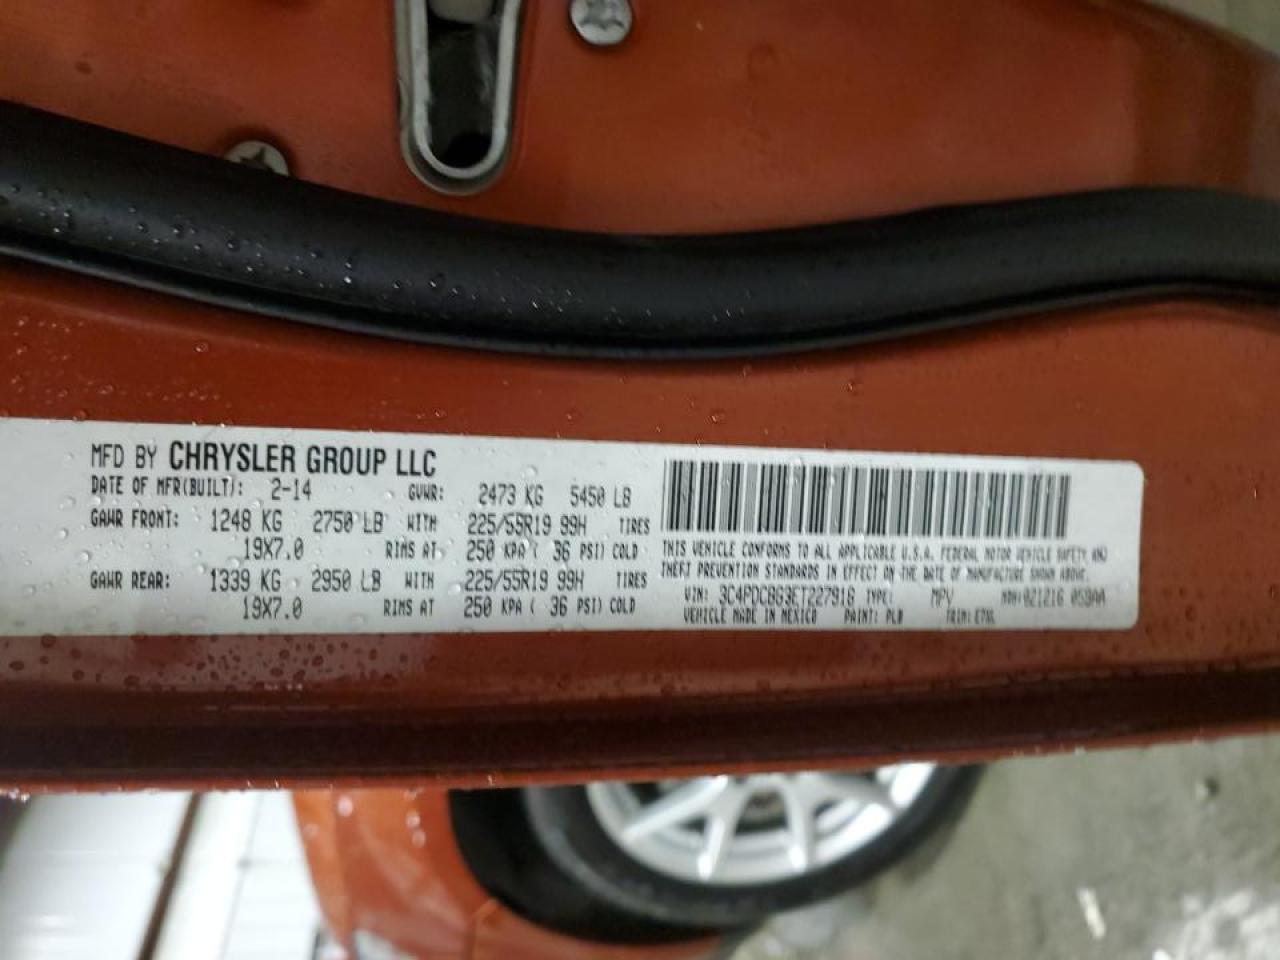 MFD BY CHRYSLER GROUP LLC
DATE OF MFR(BUILT): 2-14 GVWR: 2473 KG 5450 LB
GAWR FRONT: 1248 KG 2750 LB WITH 225/55R19 99H TIRES
19X7.0 RIMS AT 250 KPA ( 36 PSI) COLD
GAWR REAR: 1339 KG 2950 LB WITH 225/55R19 99H TIRES
19X7.0 RIMS AT 250 KPA ( 36 PSI) COLD
THIS VEHICLE CONFORMS TO ALL APPLICABLE U.S.A. FEDERAL MOTOR VEHICLE SAFETY AND
THEFT PREVENTION STANDARDS IN EFFECT ON THE DATE OF MANUFACTURE SHOWN ABOVE.
VIN: 3C4PDCBG3ET227916 TYPE: MPV MDH:021216 059AA
VEHICLE MADE IN MEXICO PAINT: TRIM: